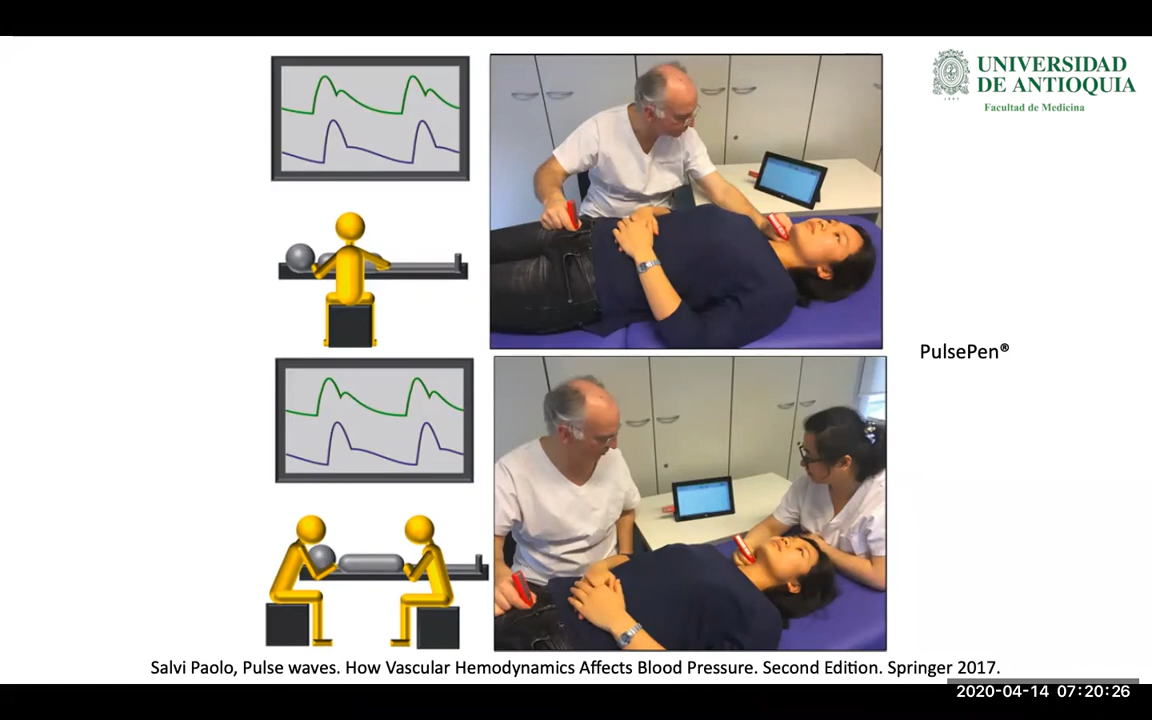 UNIVERSIDAD
DE ANTIOQUIA
1803
Facultad de Medicina
PulsePen®
Salvi Paolo, Pulse waves. How Vascular Hemodynamics Affects Blood Pressure. Second Edition. Springer 2017.
2020-04-14 07:20:26